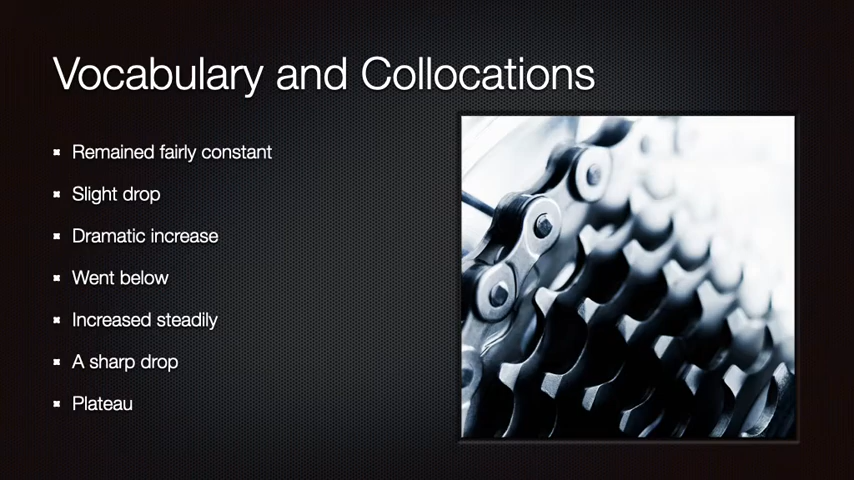 Vocabulary and Collocations
Remained fairly constant
Slight drop
Dramatic increase
Went below
Increased steadily
A sharp drop
Plateau